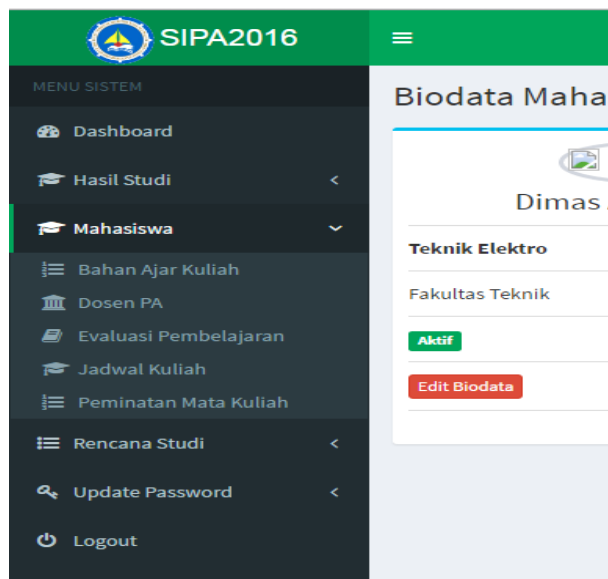 SIPA2016
MENU SISTEM
Dashboard
Hasil Studi
Mahasiswa
Bahan Ajar Kuliah
Dosen PA
Evaluasi Pembelajaran
Jadwal Kuliah
Peminatan Mata Kuliah
Rencana Studi
Update Password
Logout
Biodata Maha
Dimas
Teknik Elektro
Fakultas Teknik
Aktif
Edit Biodata